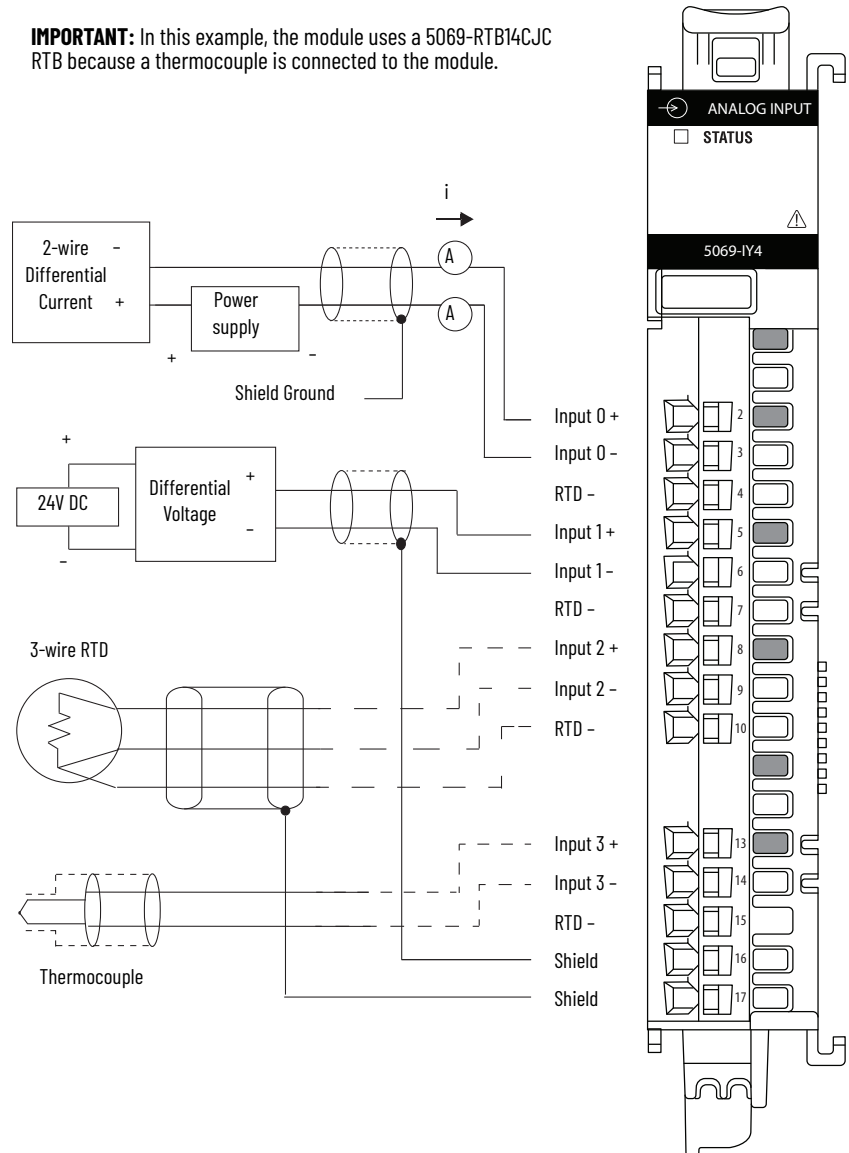 IMPORTANT: In this example, the module uses a 5069-RTB14CJC
RTB because a thermocouple is connected to the module.
ANALOG INPUT
STATUS
5069-IY4
i
2-wire
Differential
Current
-
+
A
A
Power
supply
+
-
Shield Ground
+
24V DC
-
Differential
Voltage
+
-
3-wire RTD
Thermocouple
Input 0 +
Input 0 -
RTD -
Input 1 +
Input 1 -
RTD -
Input 2 +
Input 2 -
RTD -
Input 3 +
Input 3 -
RTD -
Shield
Shield
2
3
4
5
6
7
8
9
10
13
14
15
16
17